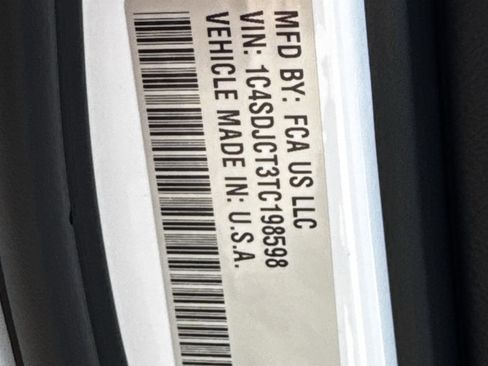 MFD BY: FCA US LLC
VIN: 1C4SDJCT3TC198598
VEHICLE MADE IN: U.S.A.